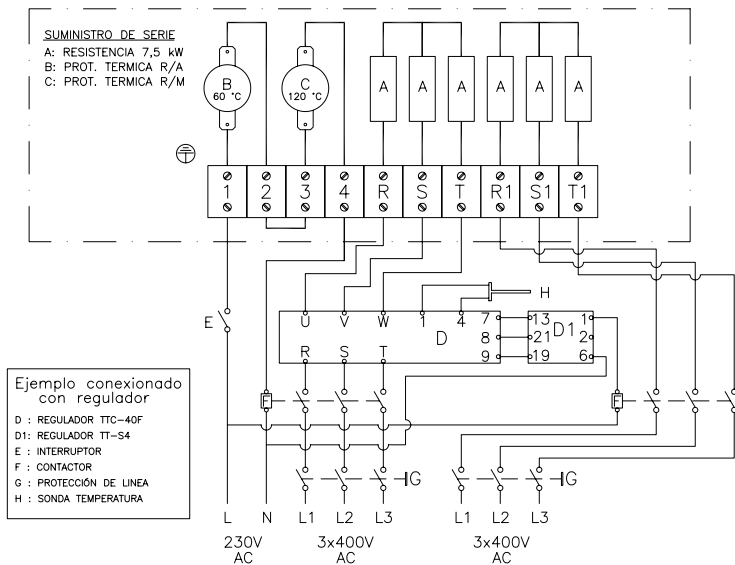 SUMINISTRO DE SERIE
A: RESISTENCIA 7,5 kW
B: PROT. TERMICA R/A
C: PROT. TERMICA R/M
B
60 °C
C
120 °C
A A A A A A
1 2 3 4 R S T R1 S1 T1
E
U V W 1 4 7 13 1
H
D 8 21 D1 2
R S T 9 19 6
F F
G G
Ejemplo conexionado
con regulador
D : REGULADOR TTC-40F
D1: REGULADOR TT-S4
E : INTERRUPTOR
F : CONTACTOR
G : PROTECCIÓN DE LINEA
H : SONDA TEMPERATURA
L N L1 L2 L3 L1 L2 L3
230V 3x400V 3x400V
AC AC AC